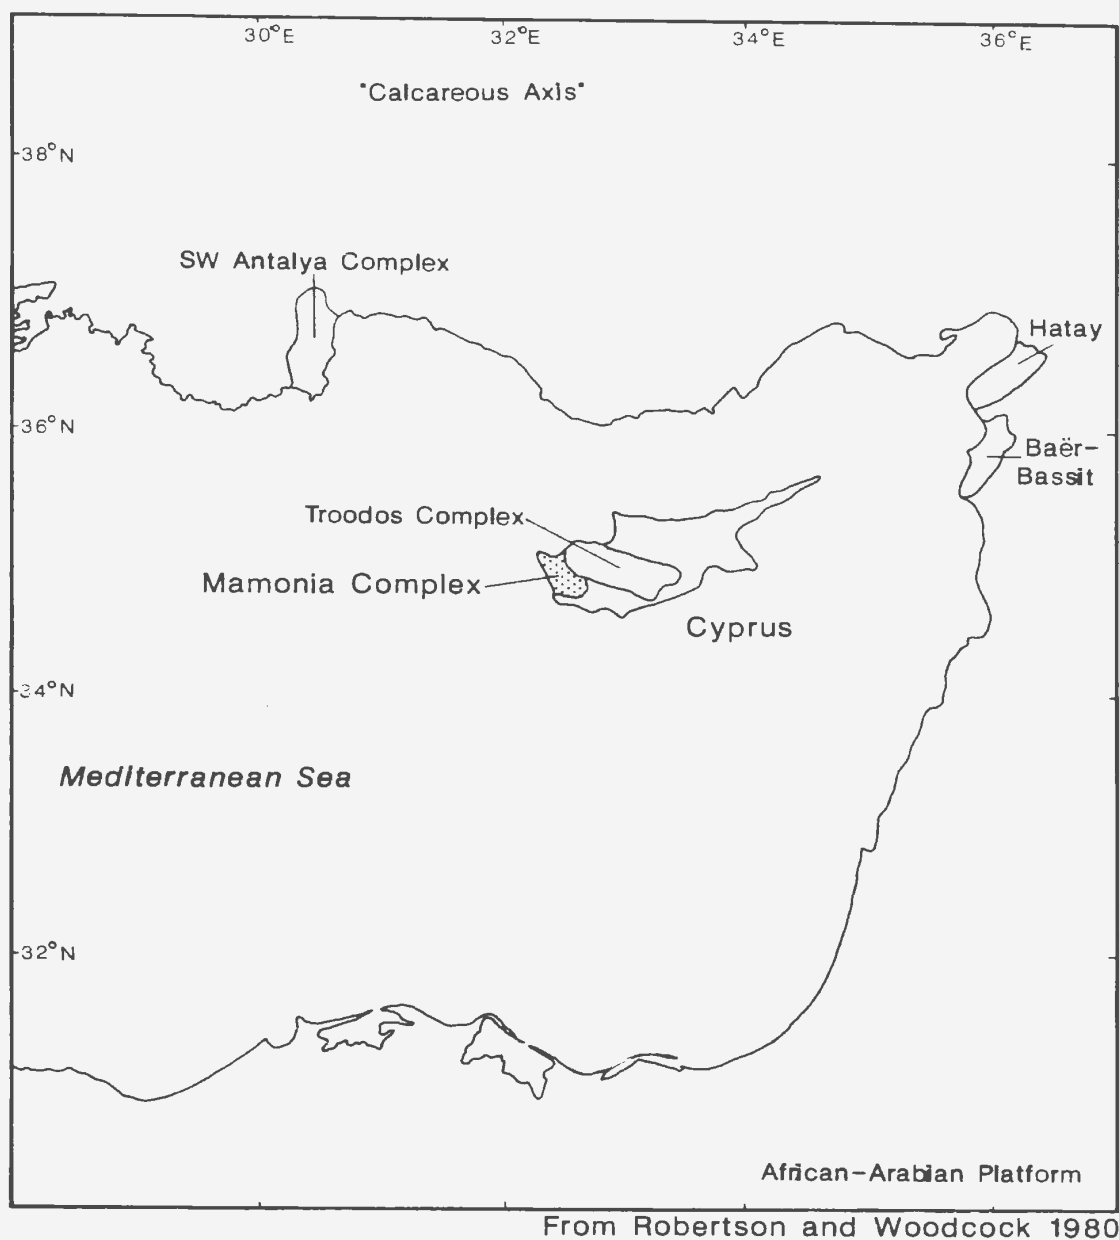 30°E 32°E 34°E 36°E
"Calcareous Axis"
38°N
SW Antalya Complex
Hatay
36°N
Baër-
Bassit
Troodos Complex
Mamonia Complex
Cyprus
34°N
Mediterranean Sea
32°N
African-Arabian Platform
From Robertson and Woodcock 1980